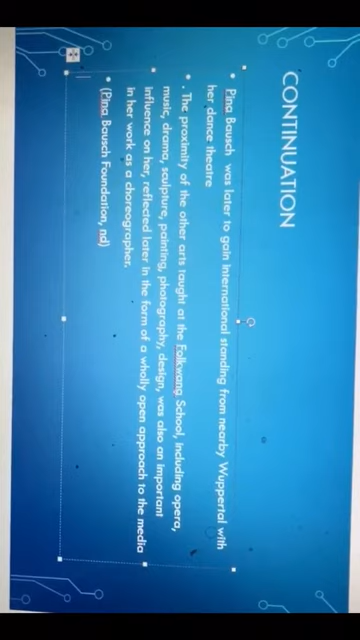 CONTINUATION
• Pina Bausch was later to gain international standing from nearby Wuppertal with
her dance theatre
• . The proximity of the other arts taught at the Folkwang School, including opera,
music, drama, sculpture, painting, photography, design, was also an important
influence on her, reflected later in the form of a wholly open approach to the media
in her work as a choreographer.
• (Pina Bausch Foundation, nd)